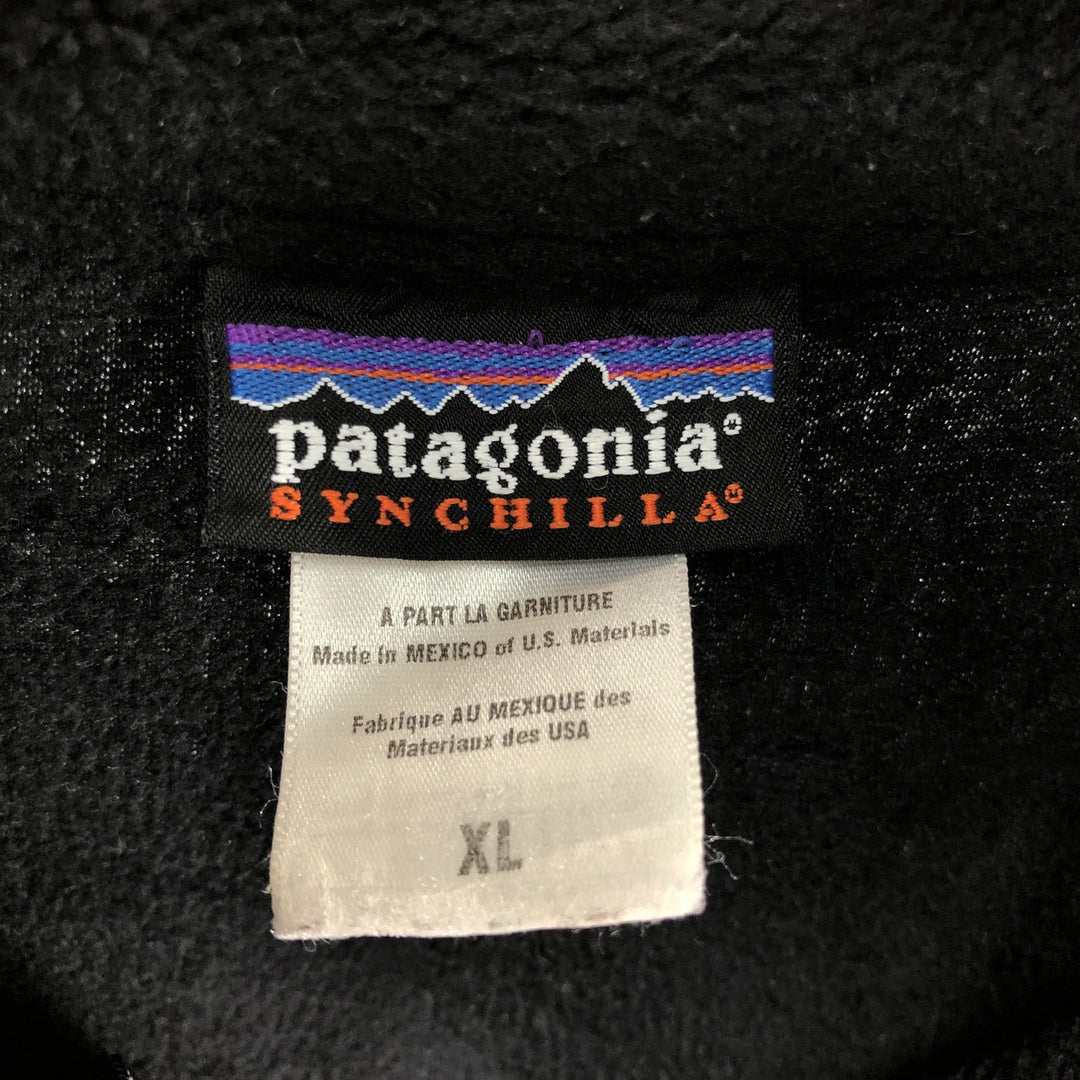 patagonia®
SYNCHILLA®
A PART LA GARNITURE
Made in MEXICO of U.S. Materials
Fabrique AU MEXIQUE des
Materiaux des USA
XL